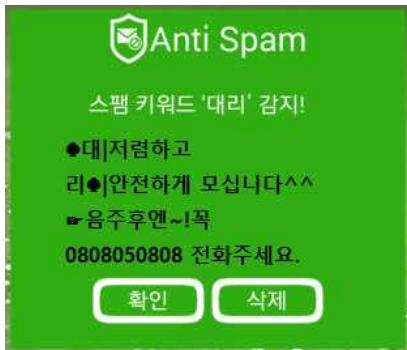 Anti Spam
스팸 키워드 '대리' 감지!
♠대|저렴하고
리♠|안전하게 모십니다^^
☛음주후엔~!꼭
0808050808 전화주세요.
확인 삭제